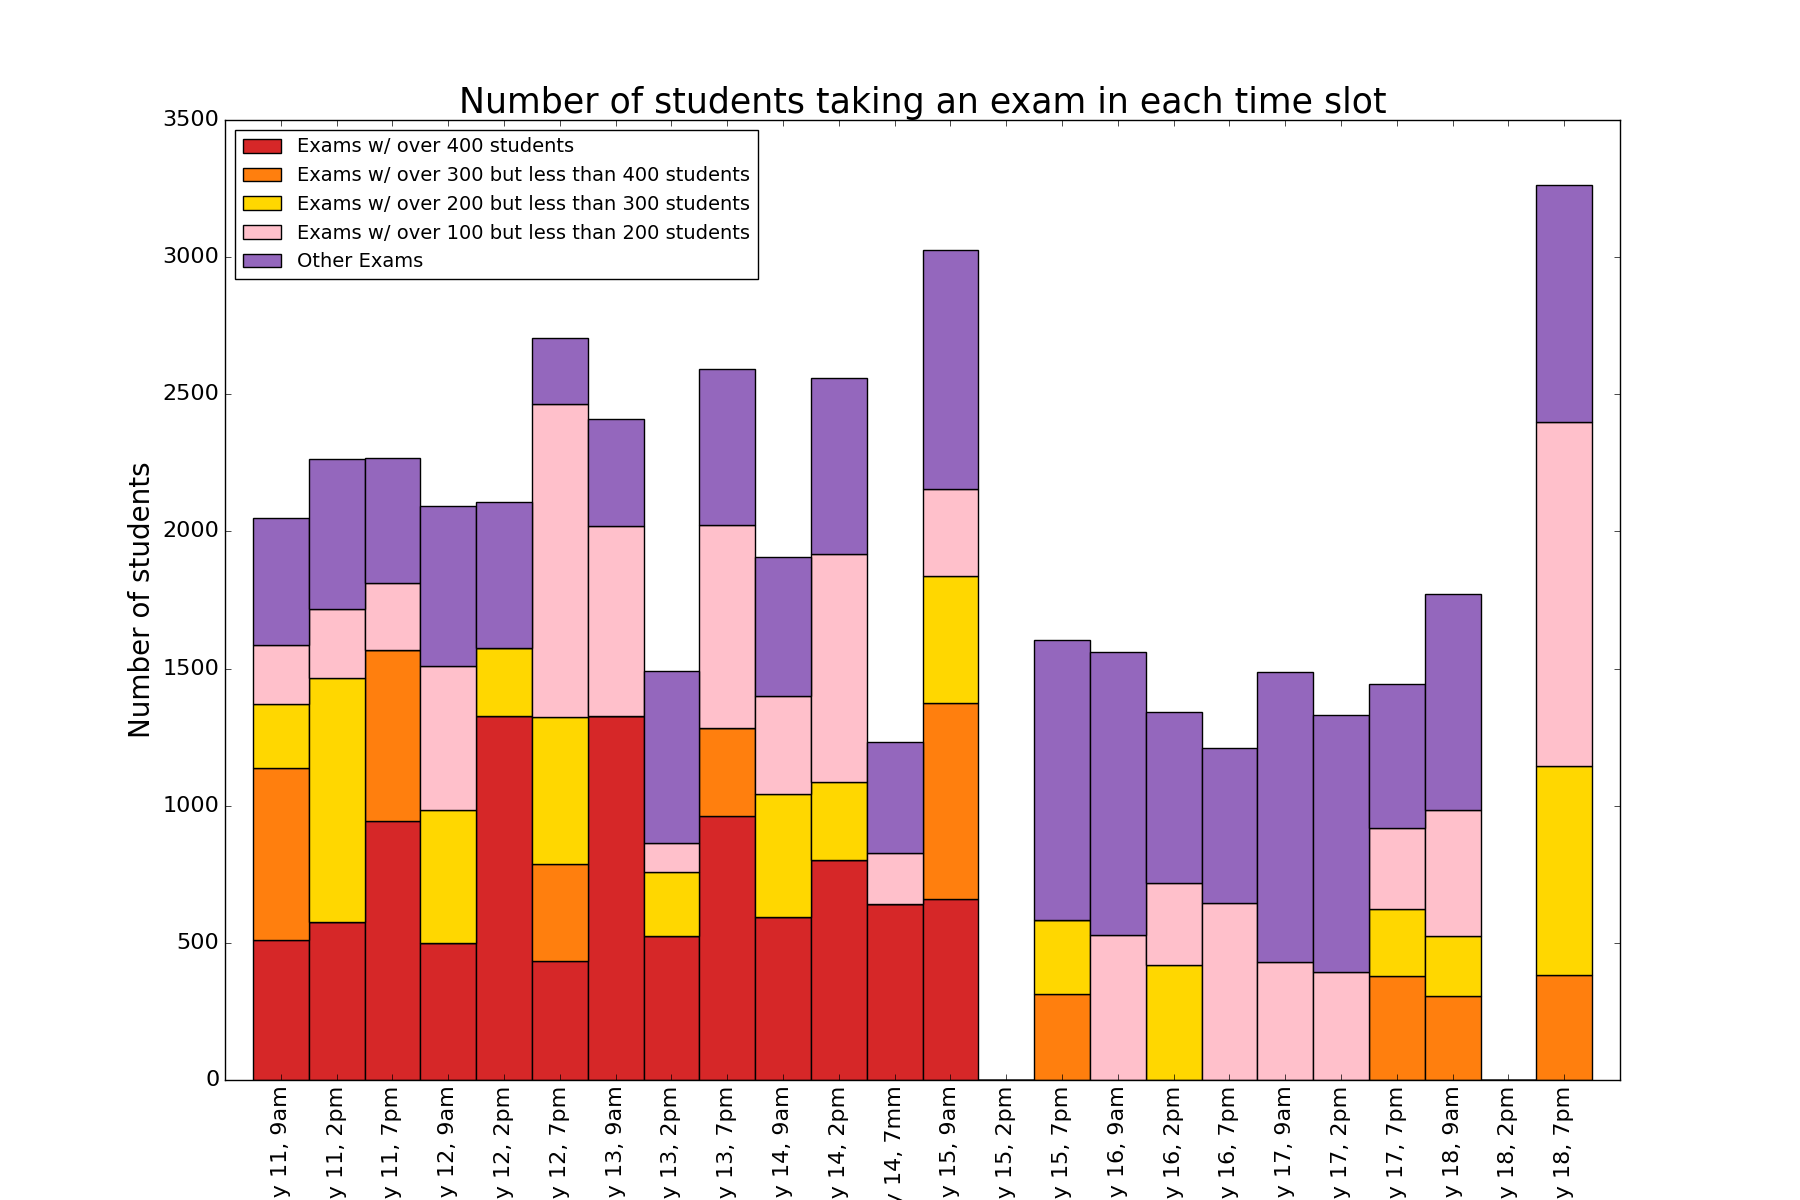 Number of students taking an exam in each time slot
3500
3000
2500
2000
1500
1000
500
0
Number of students
Exams w/ over 400 students
Exams w/ over 300 but less than 400 students
Exams w/ over 200 but less than 300 students
Exams w/ over 100 but less than 200 students
Other Exams
y 11, 9am
y 11, 2pm
y 11, 7pm
y 12, 9am
y 12, 2pm
y 12, 7pm
y 13, 9am
y 13, 2pm
y 13, 7pm
y 14, 9am
y 14, 2pm
y 14, 7mm
y 15, 9am
y 15, 2pm
y 15, 7pm
y 16, 9am
y 16, 2pm
y 16, 7pm
y 17, 9am
y 17, 2pm
y 17, 7pm
y 18, 9am
y 18, 2pm
y 18, 7pm